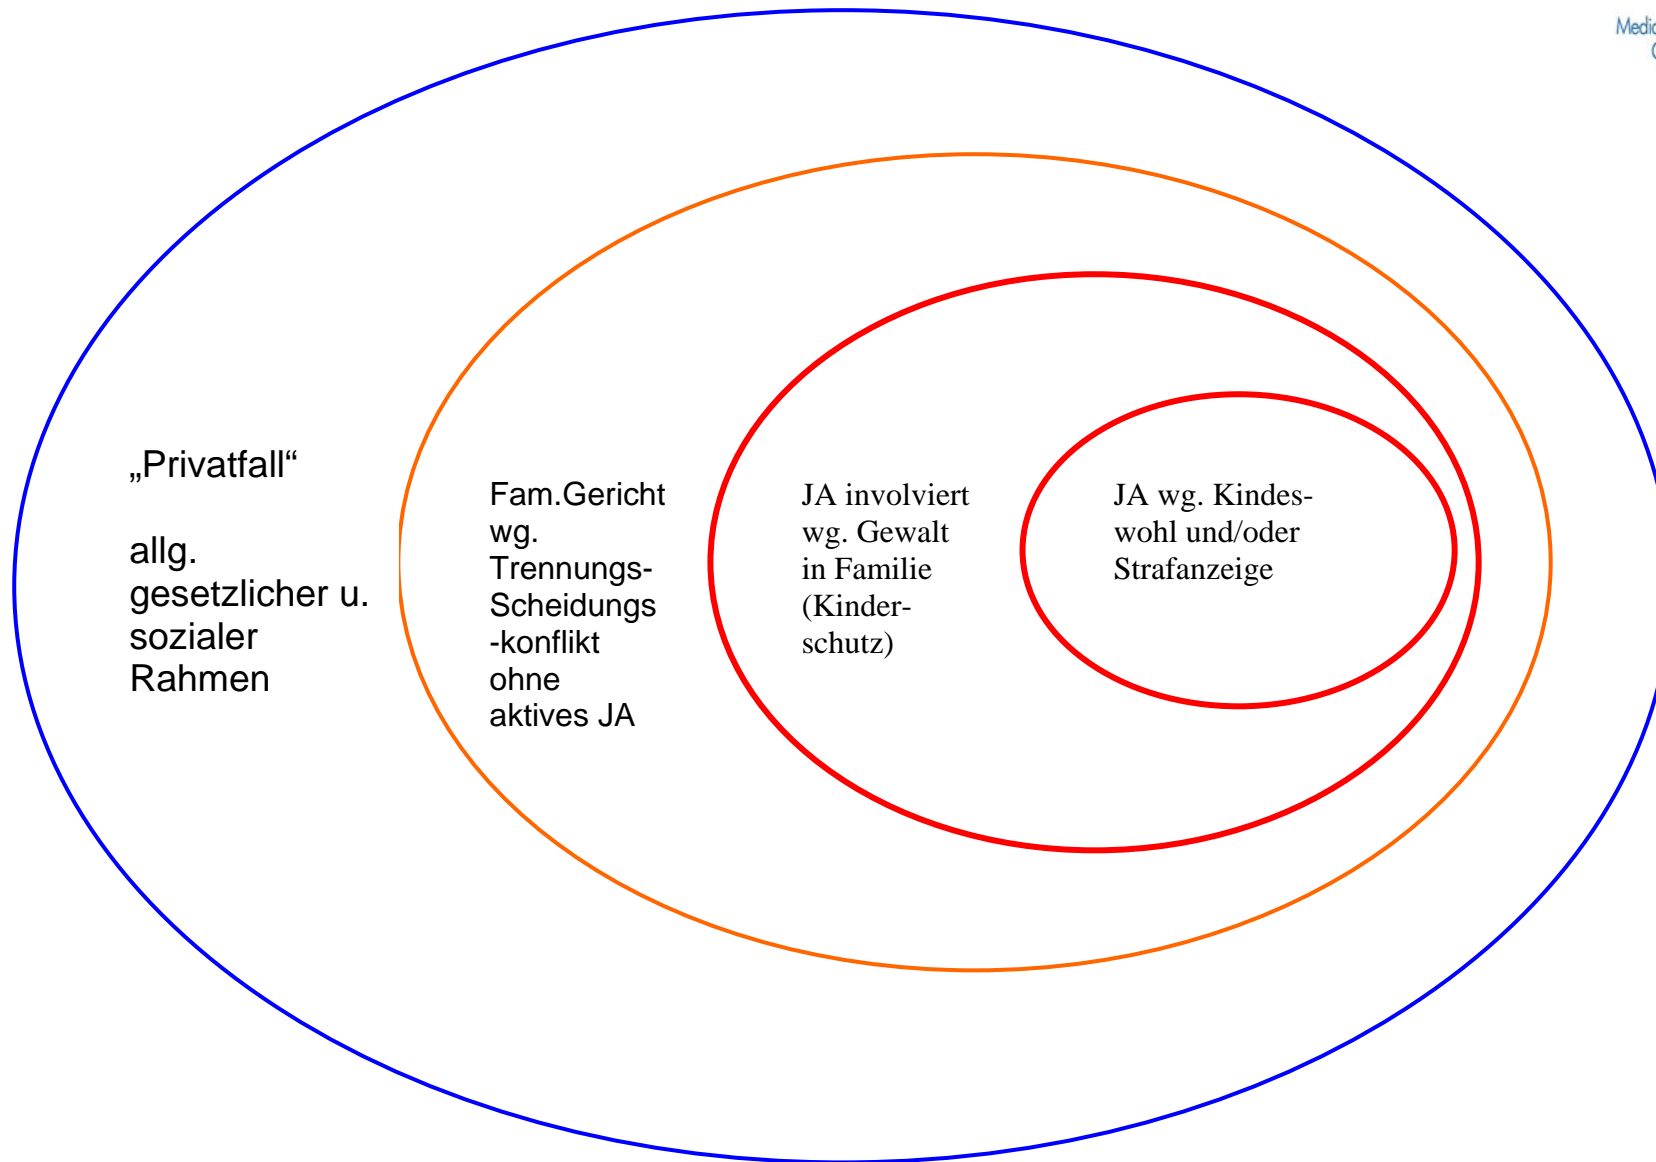 Medic
„Privatfall“
allg.
gesetzlicher u.
sozialer
Rahmen
Fam.Gericht
wg.
Trennungs-
Scheidungs
-konflikt
ohne
aktives JA
JA involviert
wg. Gewalt
in Familie
(Kinder-
schutz)
JA wg. Kindes-
wohl und/oder
Strafanzeige